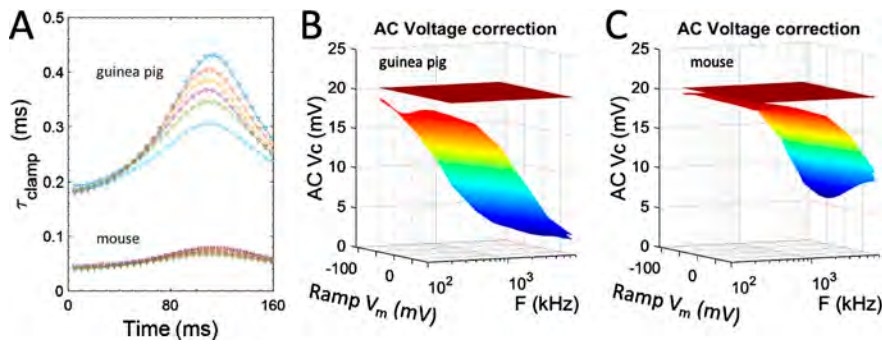 A
B
C
AC Voltage correction
AC Voltage correction
0.5
0.4
0.3
0.2
0.1
0
τclamp (ms)
guinea pig
mouse
0
80
160
Time (ms)
25
20
15
10
5
0
AC Vc (mV)
guinea pig
-100
0
Ramp Vm (mV)
10²
10³
F (kHz)
25
20
15
10
5
0
AC Vc (mV)
mouse
-100
0
Ramp Vm (mV)
10²
10³
F (kHz)